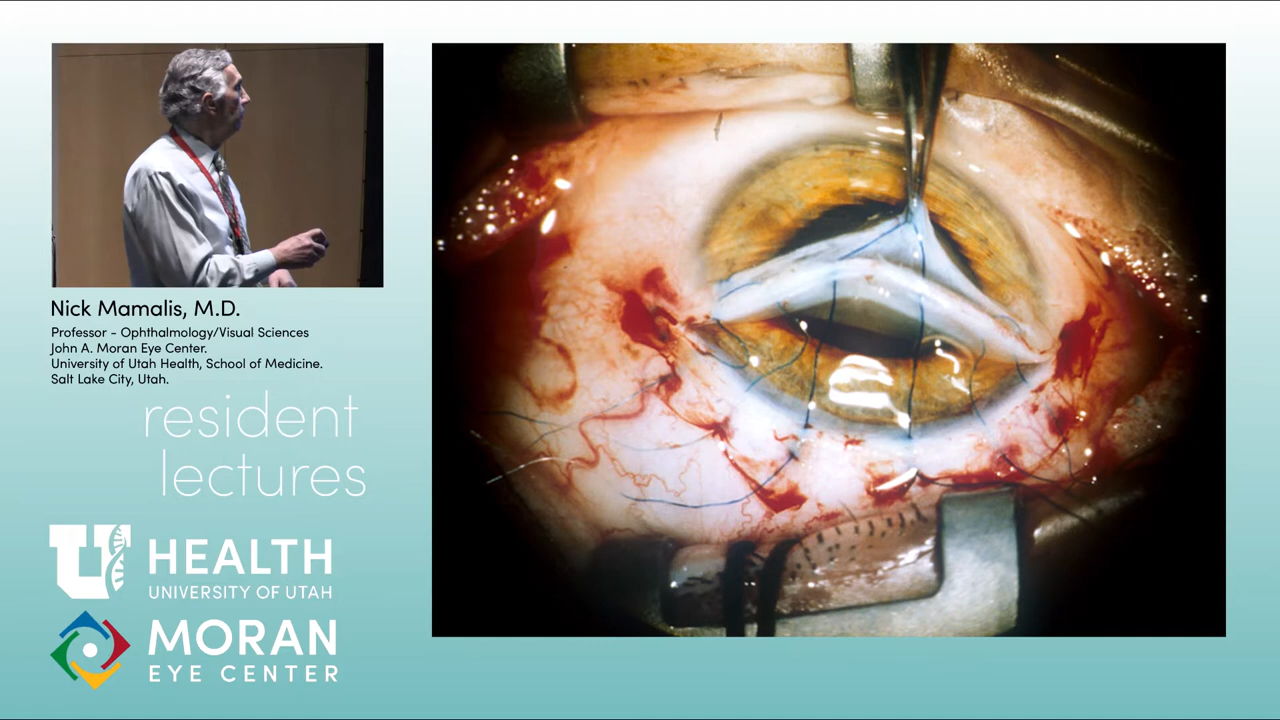 Nick Mamalis, M.D.
Professor - Ophthalmology/Visual Sciences
John A. Moran Eye Center.
University of Utah Health, School of Medicine.
Salt Lake City, Utah.
resident
lectures
U HEALTH
UNIVERSITY OF UTAH
MORAN
EYE CENTER